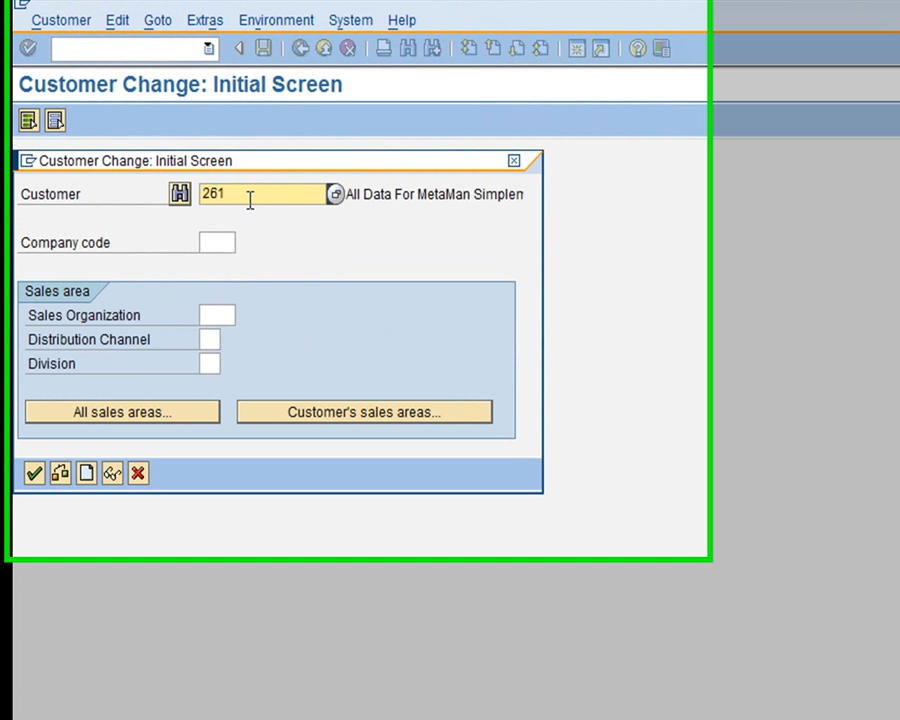 Customer Edit Goto Extras Environment System Help
Customer Change: Initial Screen
Customer Change: Initial Screen
Customer 261 All Data For MetaMan Simplem
Company code
Sales area
Sales Organization
Distribution Channel
Division
All sales areas... Customer's sales areas...